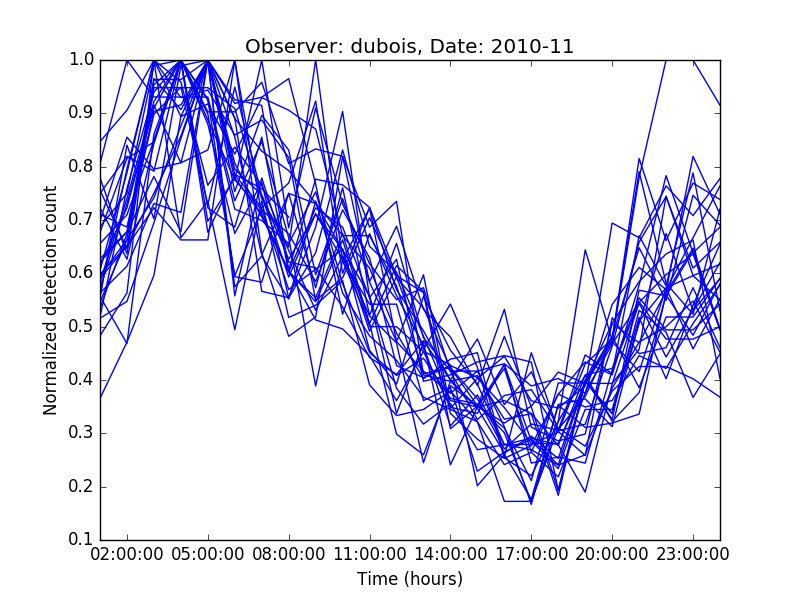 Observer: dubois, Date: 2010-11
Normalized detection count
1.0
0.9
0.8
0.7
0.6
0.5
0.4
0.3
0.2
0.1
02:00:00 05:00:00 08:00:00 11:00:00 14:00:00 17:00:00 20:00:00 23:00:00
Time (hours)